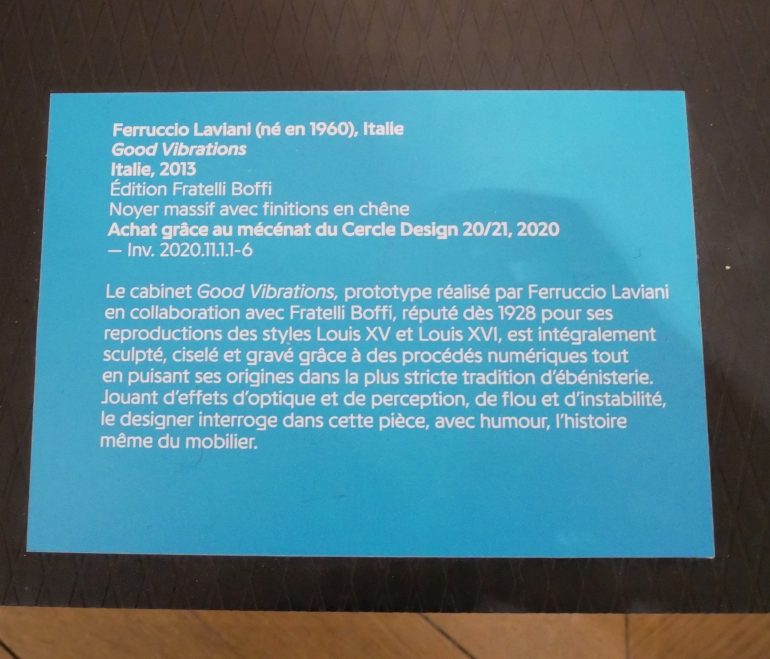 Ferruccio Laviani (né en 1960), Italie
Good Vibrations
Italie, 2013
Édition Fratelli Boffi
Noyer massif avec finitions en chêne
Achat grâce au mécénat du Cercle Design 20/21, 2020
— Inv. 2020.11.1.1-6
Le cabinet Good Vibrations, prototype réalisé par Ferruccio Laviani
en collaboration avec Fratelli Boffi, réputé dès 1928 pour ses
reproductions des styles Louis XV et Louis XVI, est intégralement
sculpté, ciselé et gravé grâce à des procédés numériques tout
en puisant ses origines dans la plus stricte tradition d’ébénisterie.
Jouant d’effets d’optique et de perception, de flou et d’instabilité,
le designer interroge dans cette pièce, avec humour, l’histoire
même du mobilier.